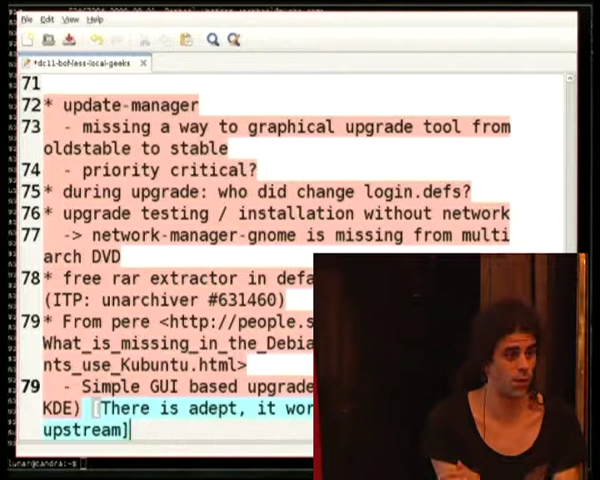 File Edit View Help
*dc11-bof-less-local-geeks
71
72 * update-manager
73 - missing a way to graphical upgrade tool from
oldstable to stable
74 - priority critical?
75 * during upgrade: who did change login.defs?
76 * upgrade testing / installation without network
77 -> network-manager-gnome is missing from multi
arch DVD
78 * free rar extractor in defa
(ITP: unarchiver #631460)
79 * From pere <http://people.s
What_is_missing_in_the_Debia
nts_use_Kubuntu.html>
79 - Simple GUI based upgrade
KDE) [There is adept, it wor
upstream]
lunar@tandra:~$